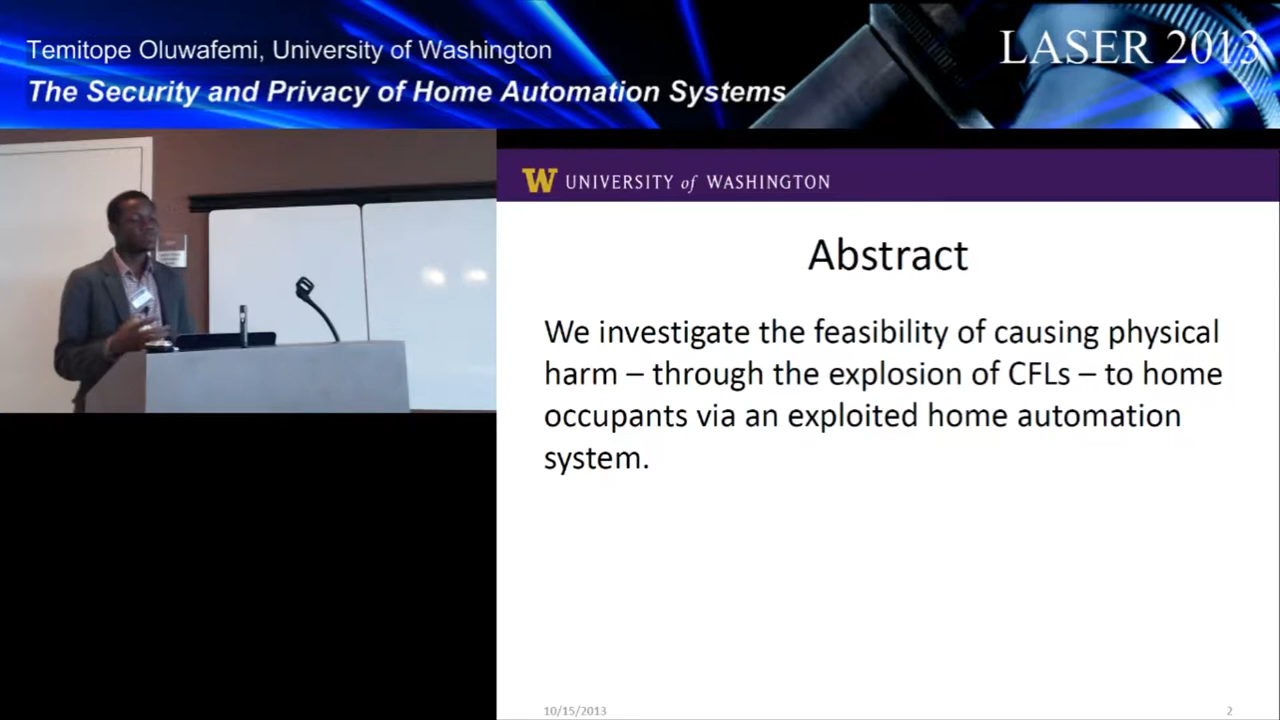 Temitope Oluwafemi, University of Washington
The Security and Privacy of Home Automation Systems
LASER 2013
W UNIVERSITY of WASHINGTON
Abstract
We investigate the feasibility of causing physical
harm – through the explosion of CFLs – to home
occupants via an exploited home automation
system.
10/15/2013
2